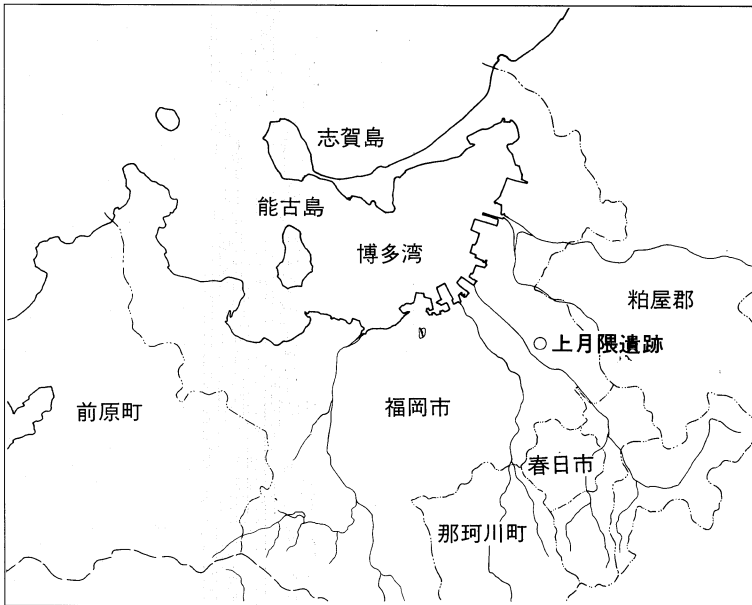 志賀島
能古島
博多湾
粕屋郡
上月隈遺跡
前原町
福岡市
春日市
那珂川町